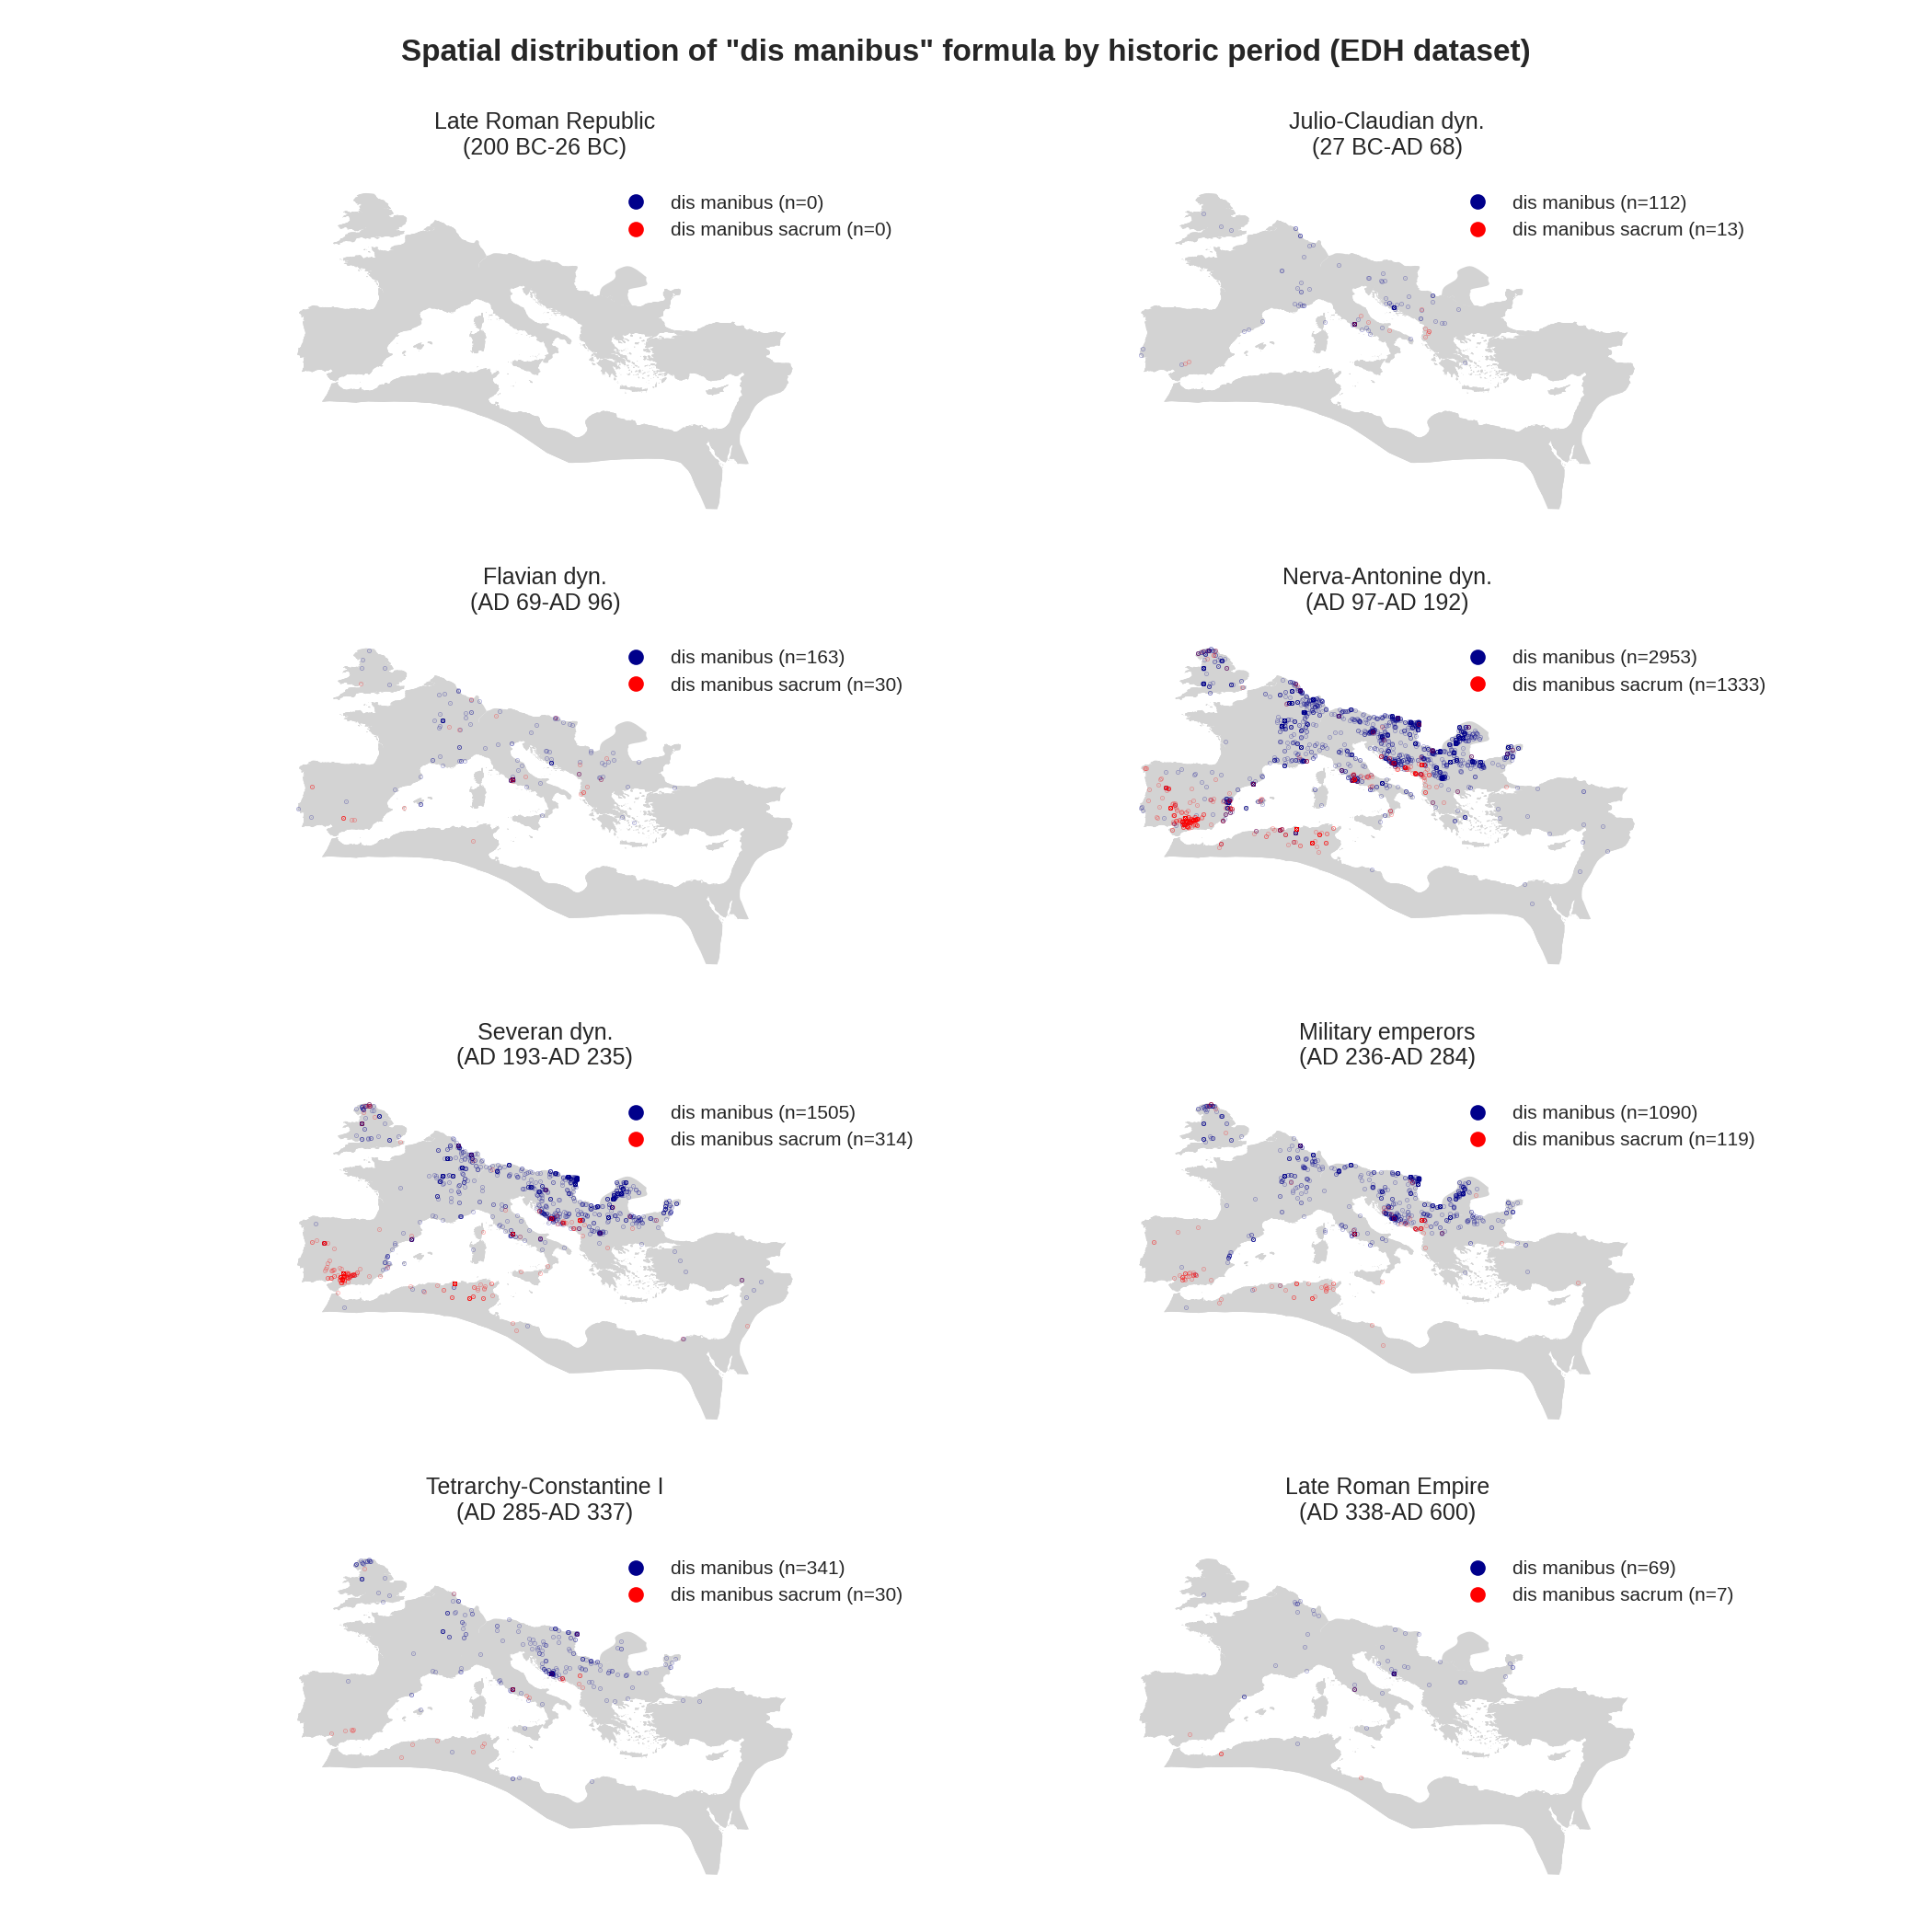 Spatial distribution of "dis manibus" formula by historic period (EDH dataset)
Late Roman Republic
(200 BC-26 BC)
dis manibus (n=0)
dis manibus sacrum (n=0)
Julio-Claudian dyn.
(27 BC-AD 68)
dis manibus (n=112)
dis manibus sacrum (n=13)
Flavian dyn.
(AD 69-AD 96)
dis manibus (n=163)
dis manibus sacrum (n=30)
Nerva-Antonine dyn.
(AD 97-AD 192)
dis manibus (n=2953)
dis manibus sacrum (n=1333)
Severan dyn.
(AD 193-AD 235)
dis manibus (n=1505)
dis manibus sacrum (n=314)
Military emperors
(AD 236-AD 284)
dis manibus (n=1090)
dis manibus sacrum (n=119)
Tetrarchy-Constantine I
(AD 285-AD 337)
dis manibus (n=341)
dis manibus sacrum (n=30)
Late Roman Empire
(AD 338-AD 600)
dis manibus (n=69)
dis manibus sacrum (n=7)